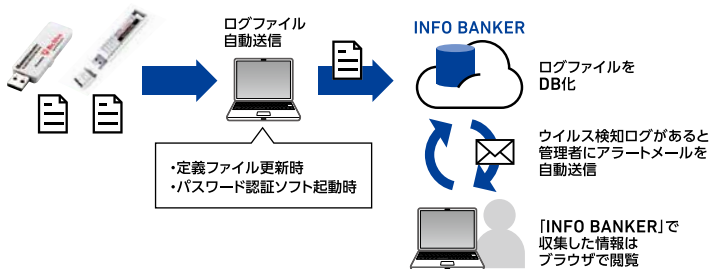 ログファイル
自動送信
INFO BANKER
ログファイルを
DB化
・定義ファイル更新時
・パスワード認証ソフト起動時
ウイルス検知ログがあると
管理者にアラートメールを
自動送信
「INFO BANKER」で
収集した情報は
ブラウザで閲覧